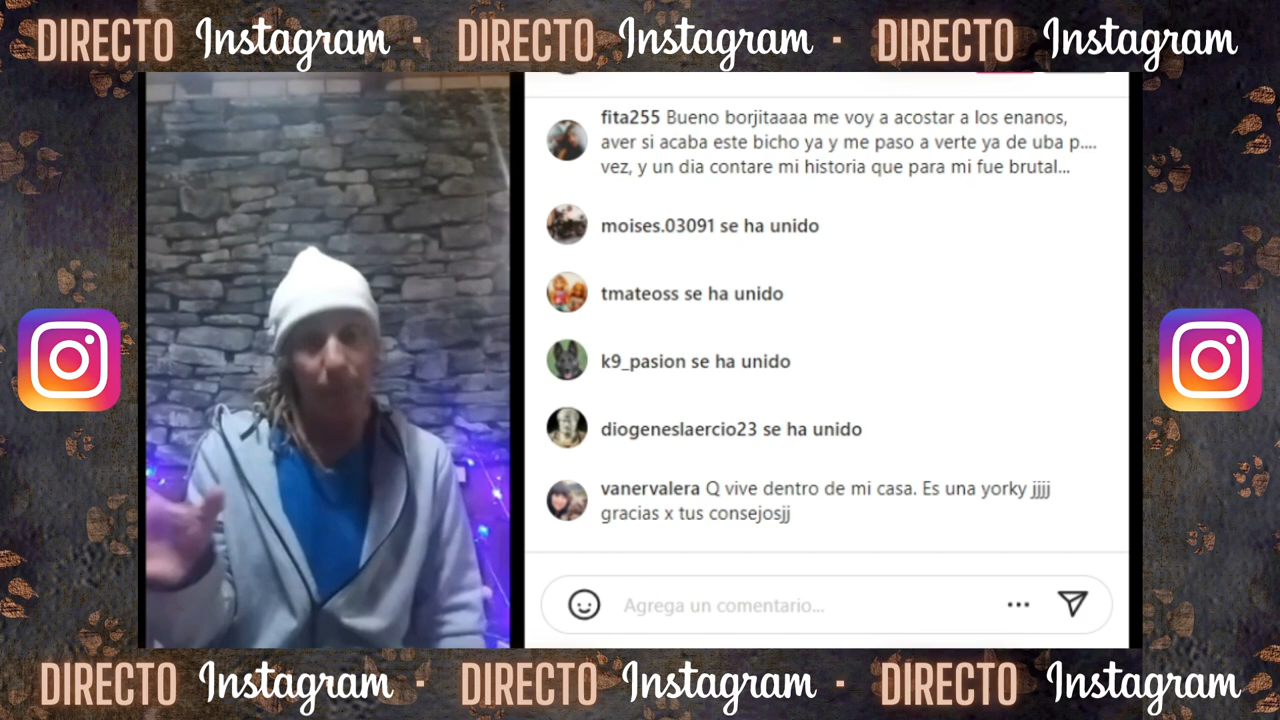 DIRECTO Instagram · DIRECTO Instagram · DIRECTO Instagram
fita255 Bueno borjitaaaa me voy a acostar a los enanos,
aver si acaba este bicho ya y me paso a verte ya de uba p....
vez, y un dia contare mi historia que para mi fue brutal...
moises.03091 se ha unido
tmateoss se ha unido
k9_pasion se ha unido
diogeneslaercio23 se ha unido
vanervalera Q vive dentro de mi casa. Es una yorky jjjj
gracias x tus consejosjj
Agrega un comentario...
DIRECTO Instagram · DIRECTO Instagram · DIRECTO Instagram